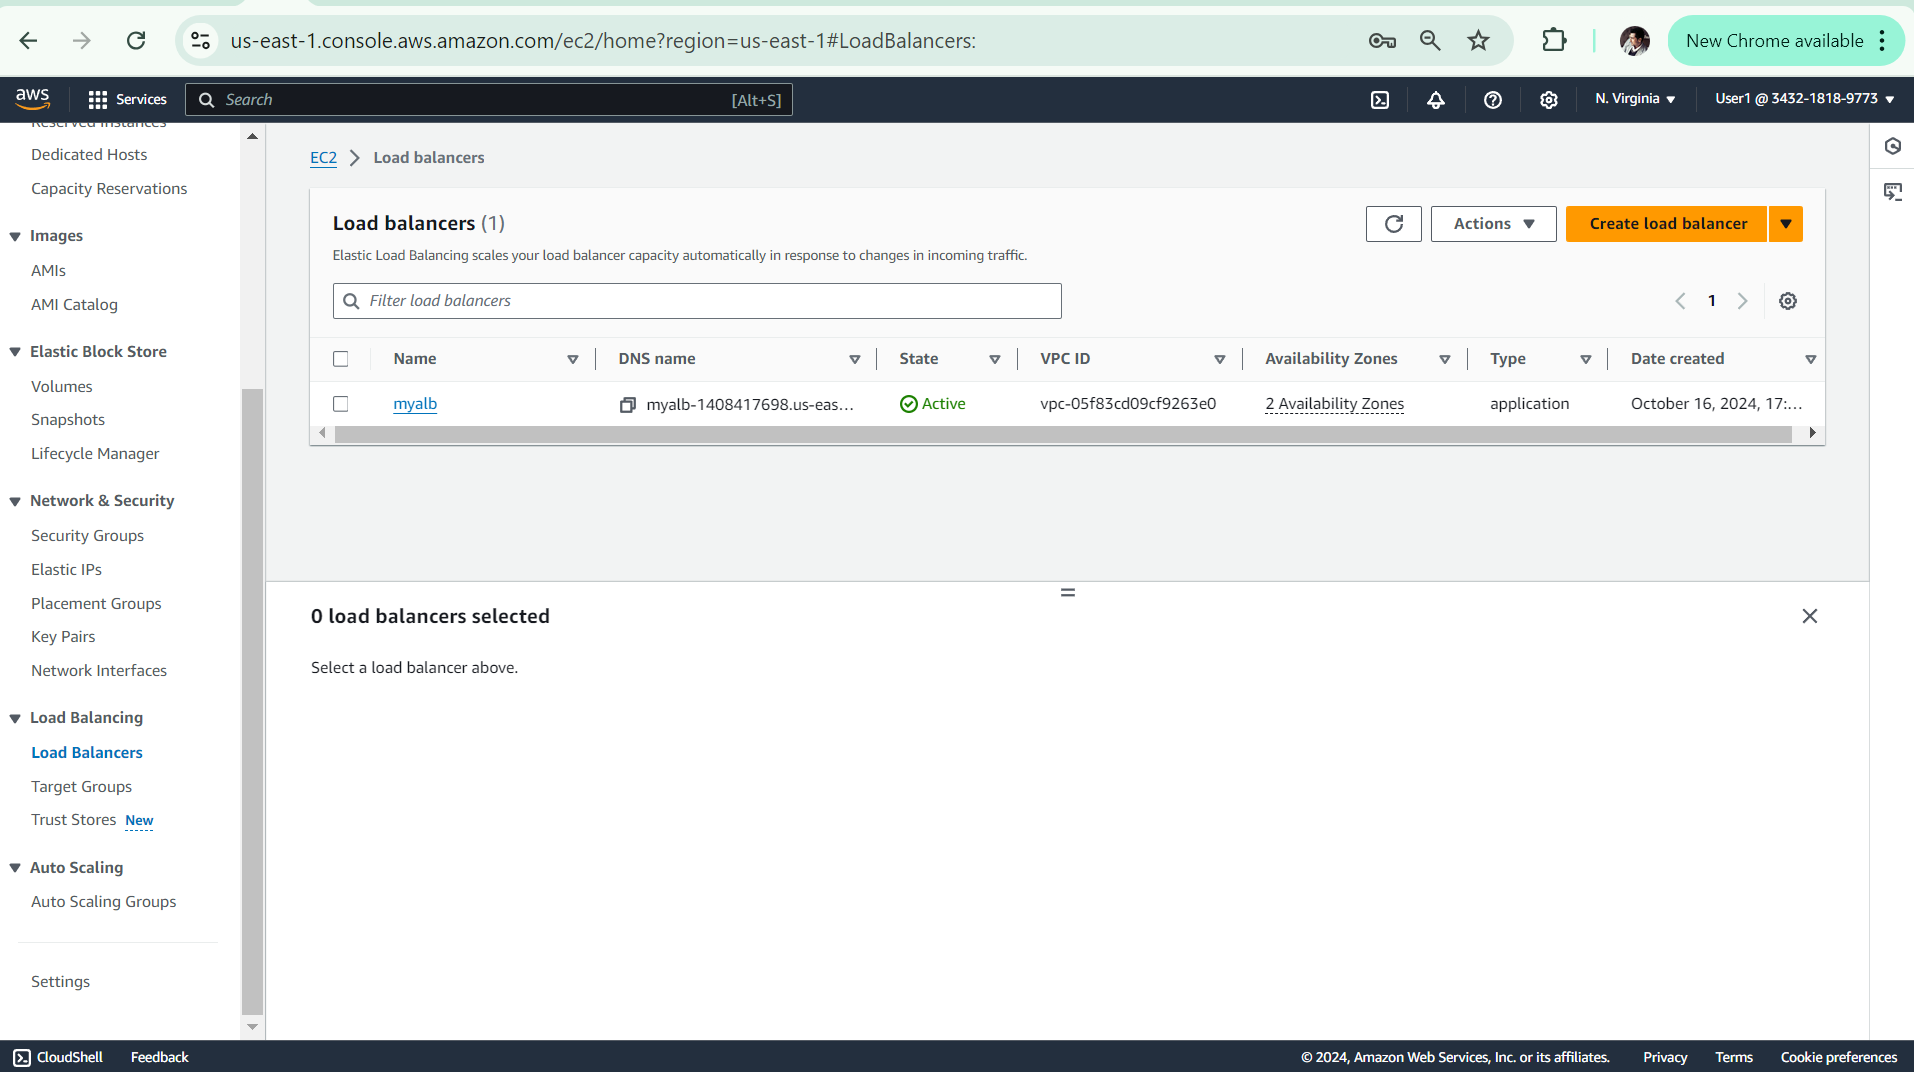 us-east-1.console.aws.amazon.com/ec2/home?region=us-east-1#LoadBalancers:
New Chrome available
aws
Services
Search
[Alt+S]
N. Virginia
User1 @ 3432-1818-9773
Reserved Instances
Dedicated Hosts
Capacity Reservations
Images
AMIs
AMI Catalog
Elastic Block Store
Volumes
Snapshots
Lifecycle Manager
Network & Security
Security Groups
Elastic IPs
Placement Groups
Key Pairs
Network Interfaces
Load Balancing
Load Balancers
Target Groups
Trust Stores New
Auto Scaling
Auto Scaling Groups
Settings
EC2 > Load balancers
Load balancers (1)
Actions
Create load balancer
Elastic Load Balancing scales your load balancer capacity automatically in response to changes in incoming traffic.
Filter load balancers
1
Name DNS name State VPC ID Availability Zones Type Date created
myalb myalb-1408417698.us-eas... Active vpc-05f83cd09cf9263e0 2 Availability Zones application October 16, 2024, 17:...
0 load balancers selected
Select a load balancer above.
CloudShell Feedback
© 2024, Amazon Web Services, Inc. or its affiliates. Privacy Terms Cookie preferences